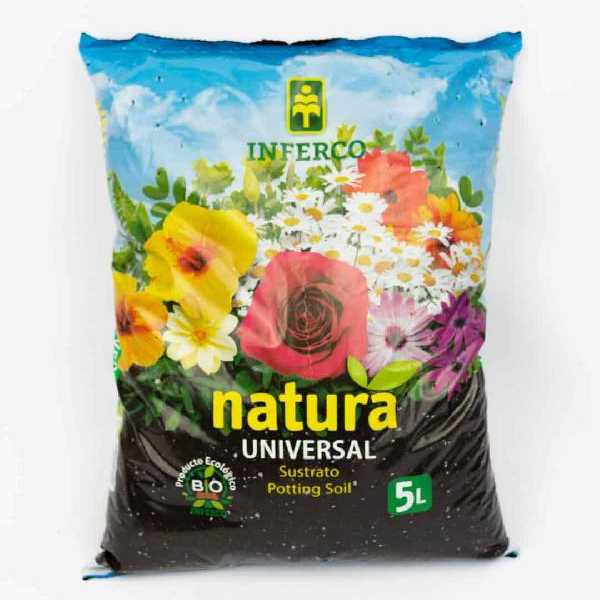 INFERCO
natura
UNIVERSAL
Sustrato
Potting Soil
Producto Ecológico
BIO
5L